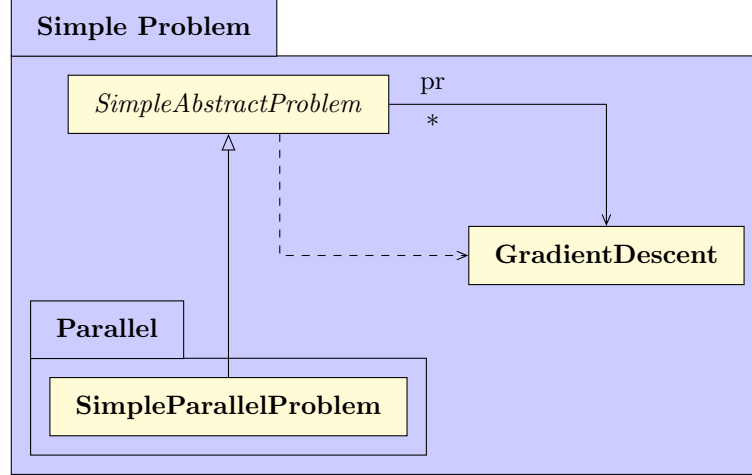 Simple Problem
SimpleAbstractProblem
pr
*
GradientDescent
Parallel
SimpleParallelProblem